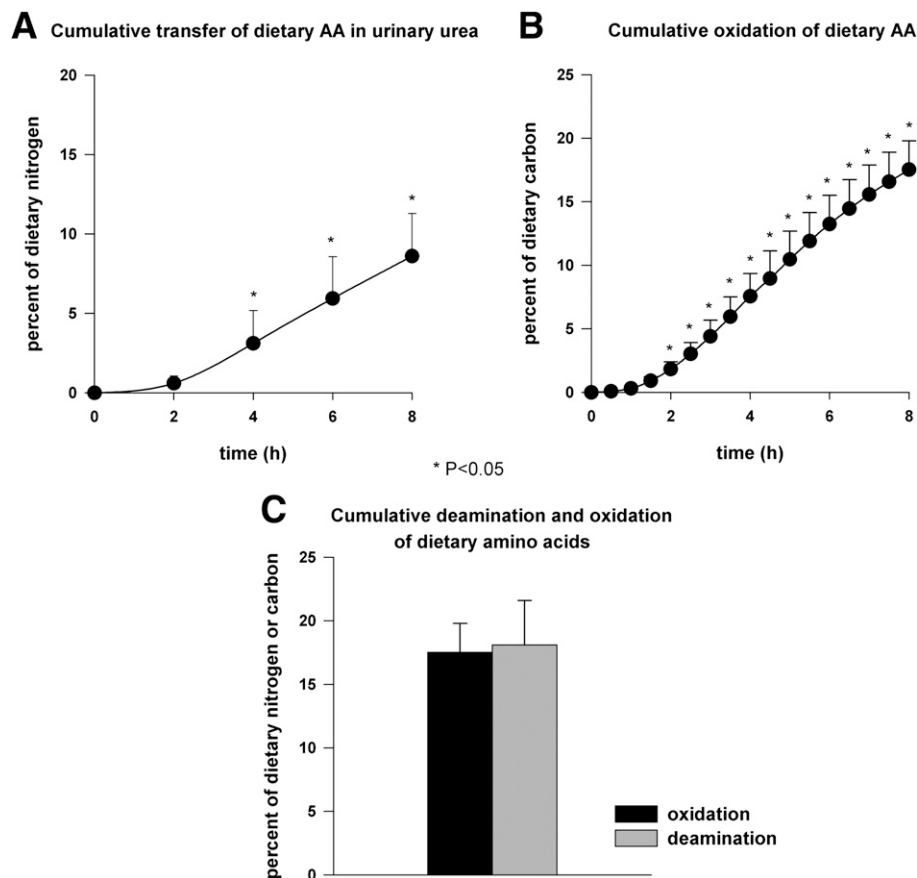 A Cumulative transfer of dietary AA in urinary urea
percent of dietary nitrogen
20
15
10
5
0
* * *
0 2 4 6 8
time (h)
B Cumulative oxidation of dietary AA
percent of dietary carbon
25
20
15
10
5
0
* * * * * * * * * * * * *
0 2 4 6 8
time (h)
* P<0.05
C Cumulative deamination and oxidation
of dietary amino acids
percent of dietary nitrogen or carbon
25
20
15
10
5
0
oxidation
deamination